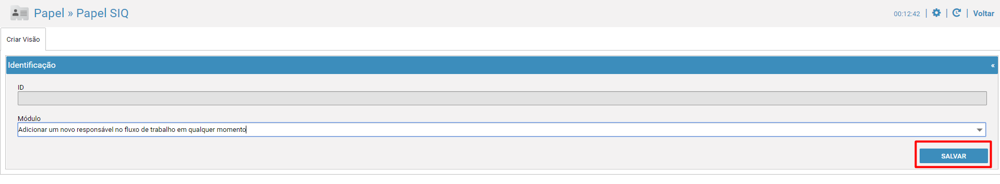 Papel » Papel SIQ
00:12:42 | | | Voltar
Criar Visão
Identificação «
ID
Módulo
Adicionar um novo responsável no fluxo de trabalho em qualquer momento
SALVAR